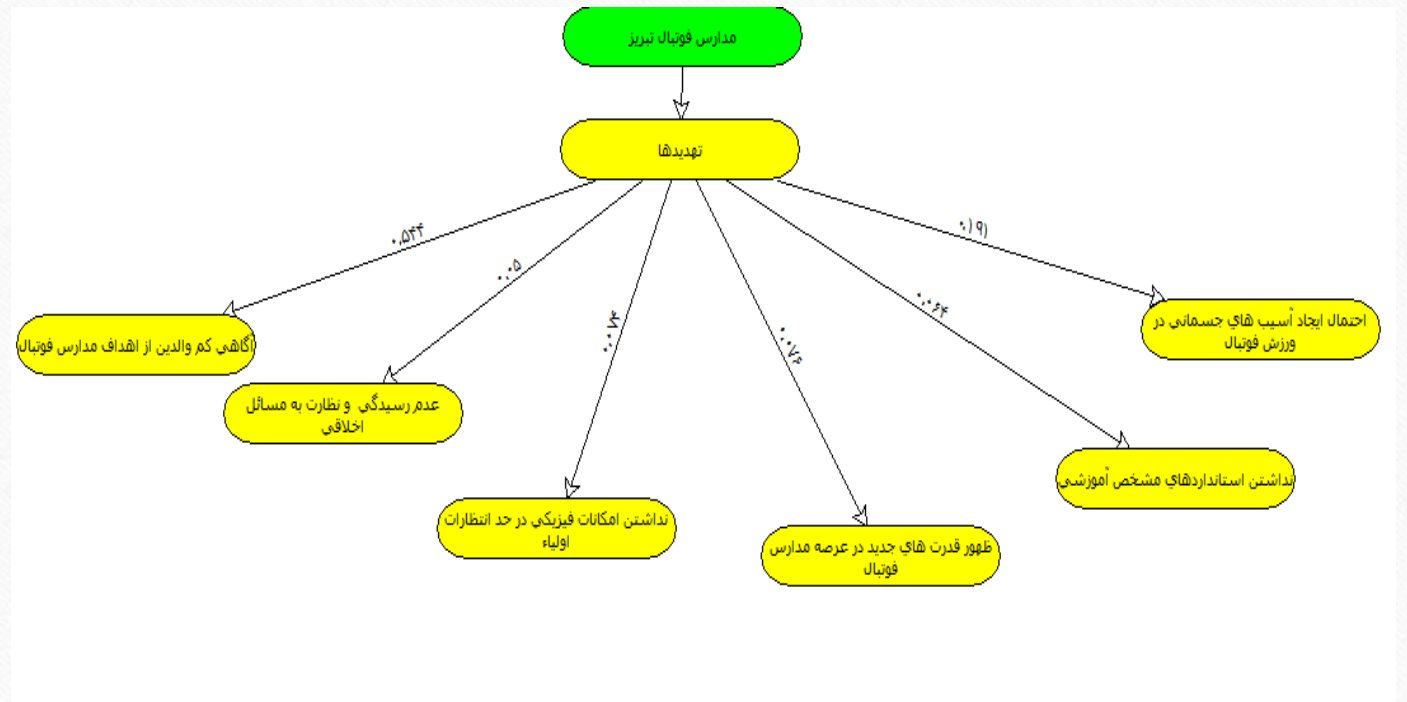 مدارس فوتبال تبریز
تهدیدها
۰,۱۹۱
۰,۵۴۴
۰,۰۵
۰,۰۶۴
۰,۰۷۴
۰,۰۷۶
احتمال ایجاد آسیب هاي جسماني در
ورزش فوتبال
آگاهي کم والدین از اهداف مدارس فوتبال
عدم رسیدگي و نظارت به مسائل
اخلاقي
نداشتن استانداردهاي مشخص آموزشي
نداشتن امکانات فیزیکي در حد انتظارات
اولیاء
ظهور قدرت هاي جدید در عرصه مدارس
فوتبال